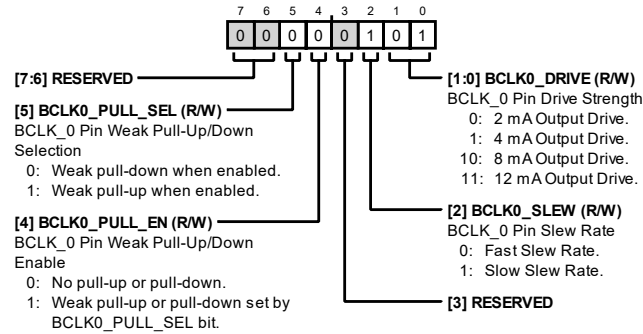 7 6 5 4 3 2 1 0
0 0 0 0 0 1 0 1
[7:6] RESERVED
[5] BCLK0_PULL_SEL (R/W)
BCLK_0 Pin Weak Pull-Up/Down
Selection
0: Weak pull-down when enabled.
1: Weak pull-up when enabled.
[4] BCLK0_PULL_EN (R/W)
BCLK_0 Pin Weak Pull-Up/Down
Enable
0: No pull-up or pull-down.
1: Weak pull-up or pull-down set by
BCLK0_PULL_SEL bit.
[1:0] BCLK0_DRIVE (R/W)
BCLK_0 Pin Drive Strength
0: 2 mA Output Drive.
1: 4 mA Output Drive.
10: 8 mA Output Drive.
11: 12 mA Output Drive.
[2] BCLK0_SLEW (R/W)
BCLK_0 Pin Slew Rate
0: Fast Slew Rate.
1: Slow Slew Rate.
[3] RESERVED